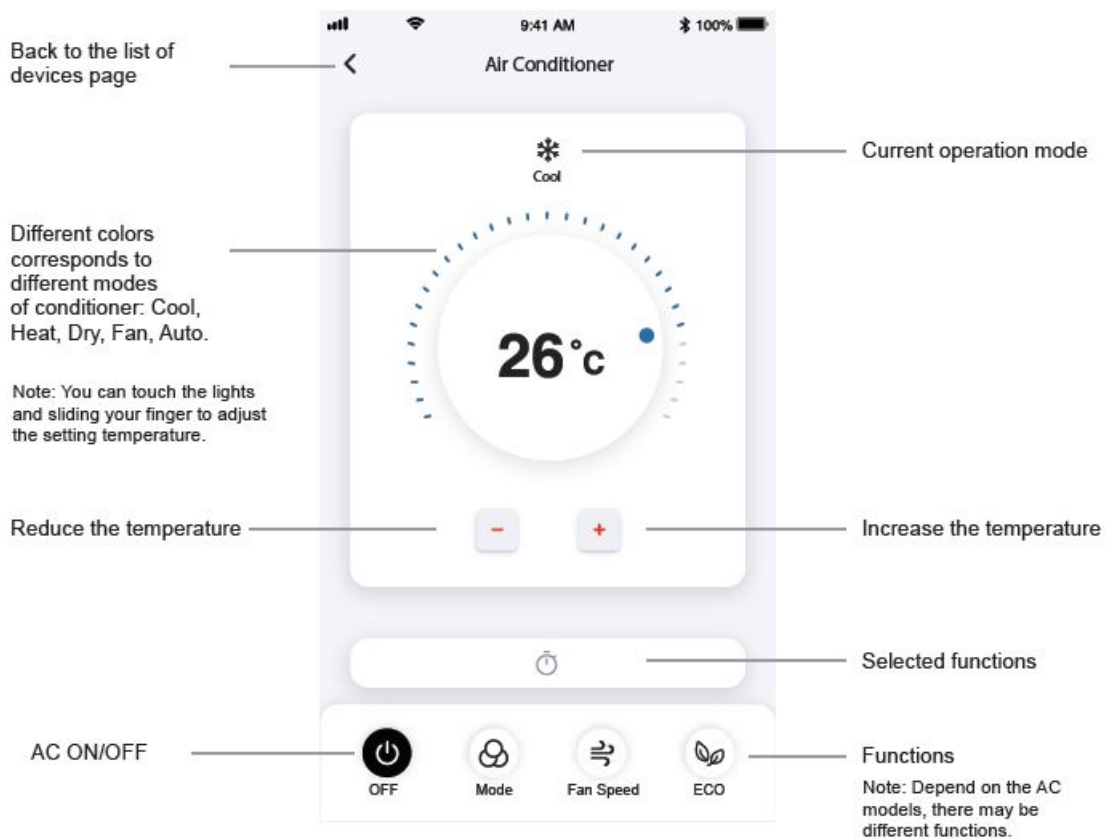 9:41 AM
100%
Back to the list of
devices page
Air Conditioner
Cool
Current operation mode
Different colors
corresponds to
different modes
of conditioner: Cool,
Heat, Dry, Fan, Auto.
26°c
Note: You can touch the lights
and sliding your finger to adjust
the setting temperature.
Reduce the temperature
-
+
Increase the temperature
Selected functions
AC ON/OFF
OFF
Mode
Fan Speed
ECO
Functions
Note: Depend on the AC
models, there may be
different functions.